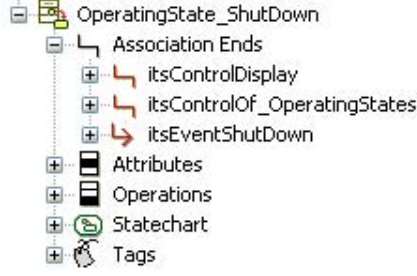 OperatingState_ShutDown
Association Ends
itsControlDisplay
itsControlOf_OperatingStates
itsEventShutDown
Attributes
Operations
Statechart
Tags